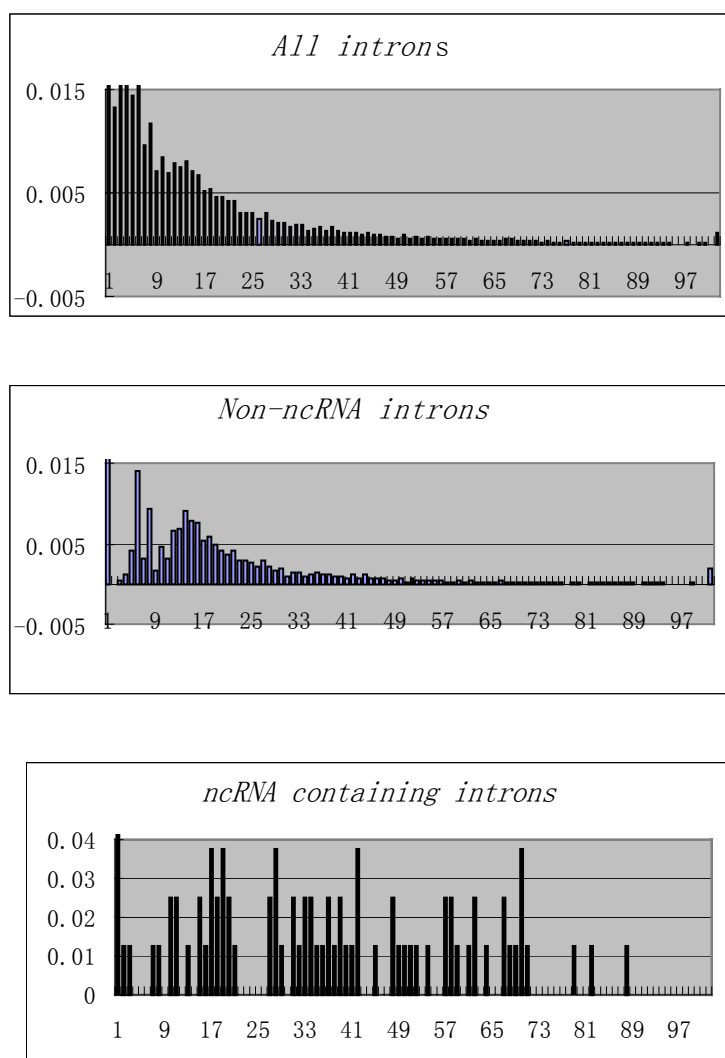 All introns
0.015
0.005
-0.005
1 9 17 25 33 41 49 57 65 73 81 89 97
Non-ncRNA introns
0.015
0.005
-0.005
1 9 17 25 33 41 49 57 65 73 81 89 97
ncRNA containing introns
0.04
0.03
0.02
0.01
0
1 9 17 25 33 41 49 57 65 73 81 89 97